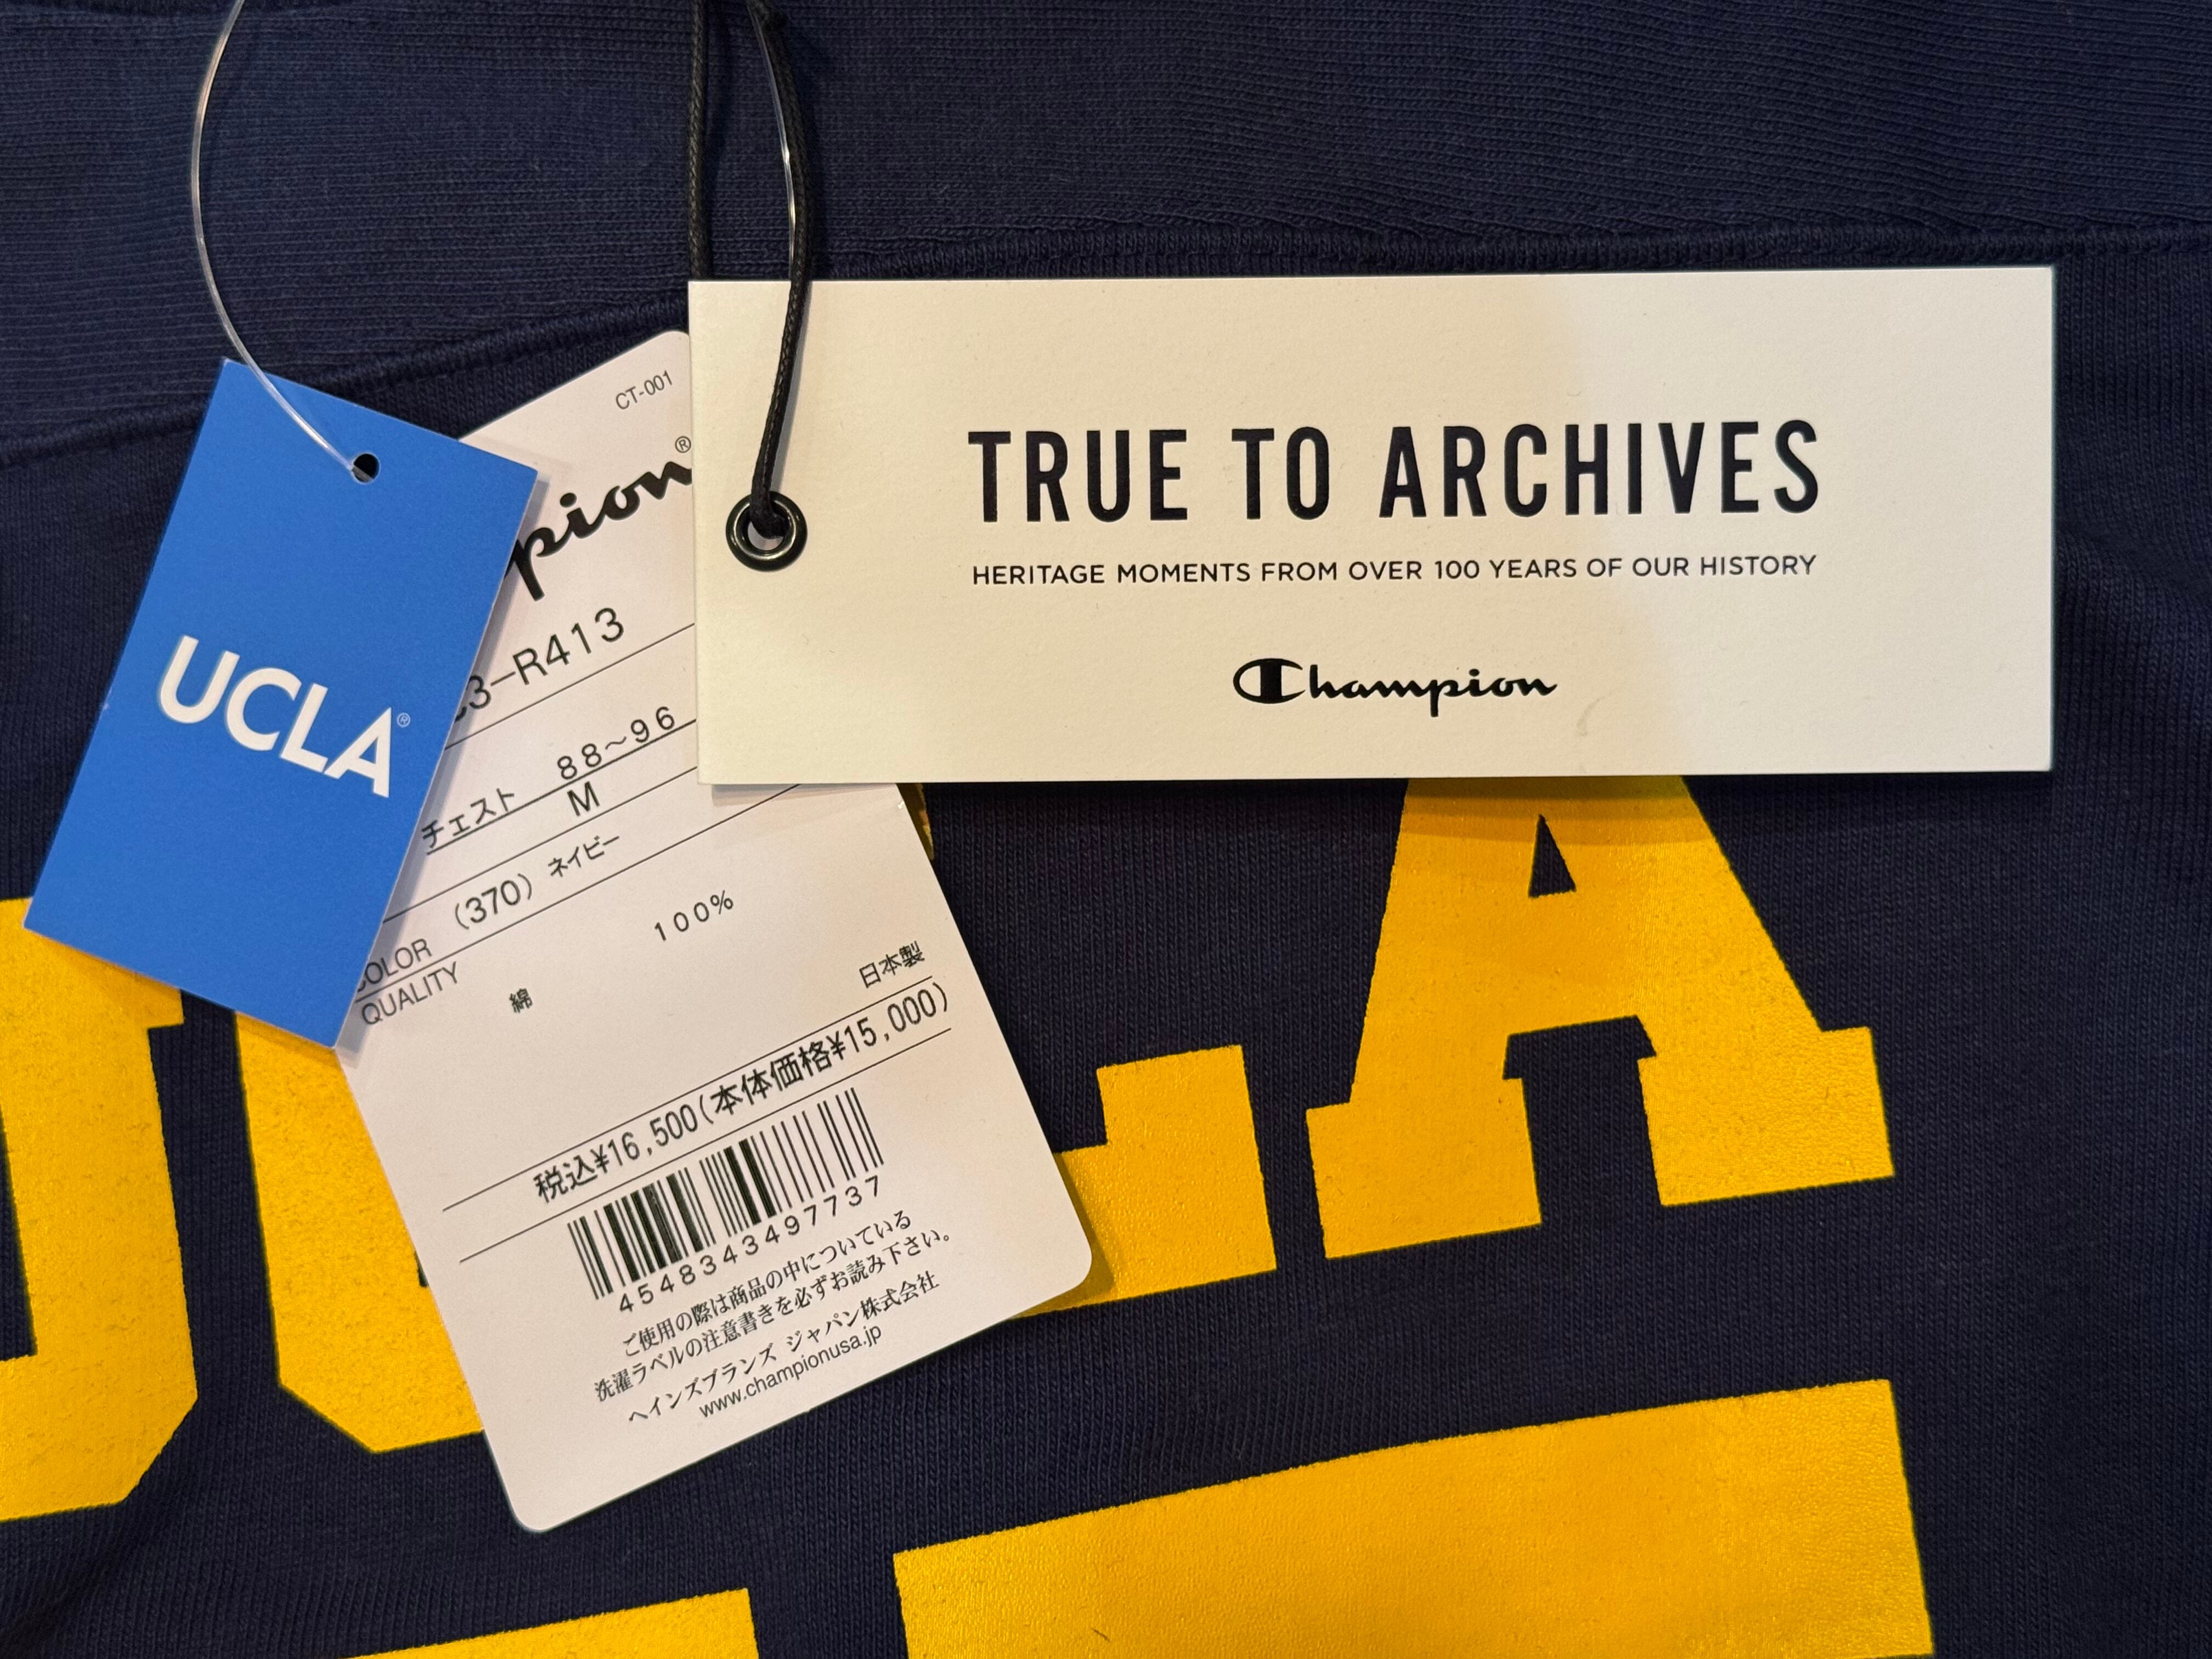 UCLA®
CT-001
pion®
3-R413
チェスト 88~96
M
COLOR (370) ネイビー
QUALITY 綿 100%
日本製
税込¥16,500(本体価格¥15,000)
4548343497737
ご使用の際は商品の中についている
洗濯ラベルの注意書きを必ずお読み下さい。
ヘインズブランズ ジャパン株式会社
www.championusa.jp
TRUE TO ARCHIVES
HERITAGE MOMENTS FROM OVER 100 YEARS OF OUR HISTORY
Champion
UCLA